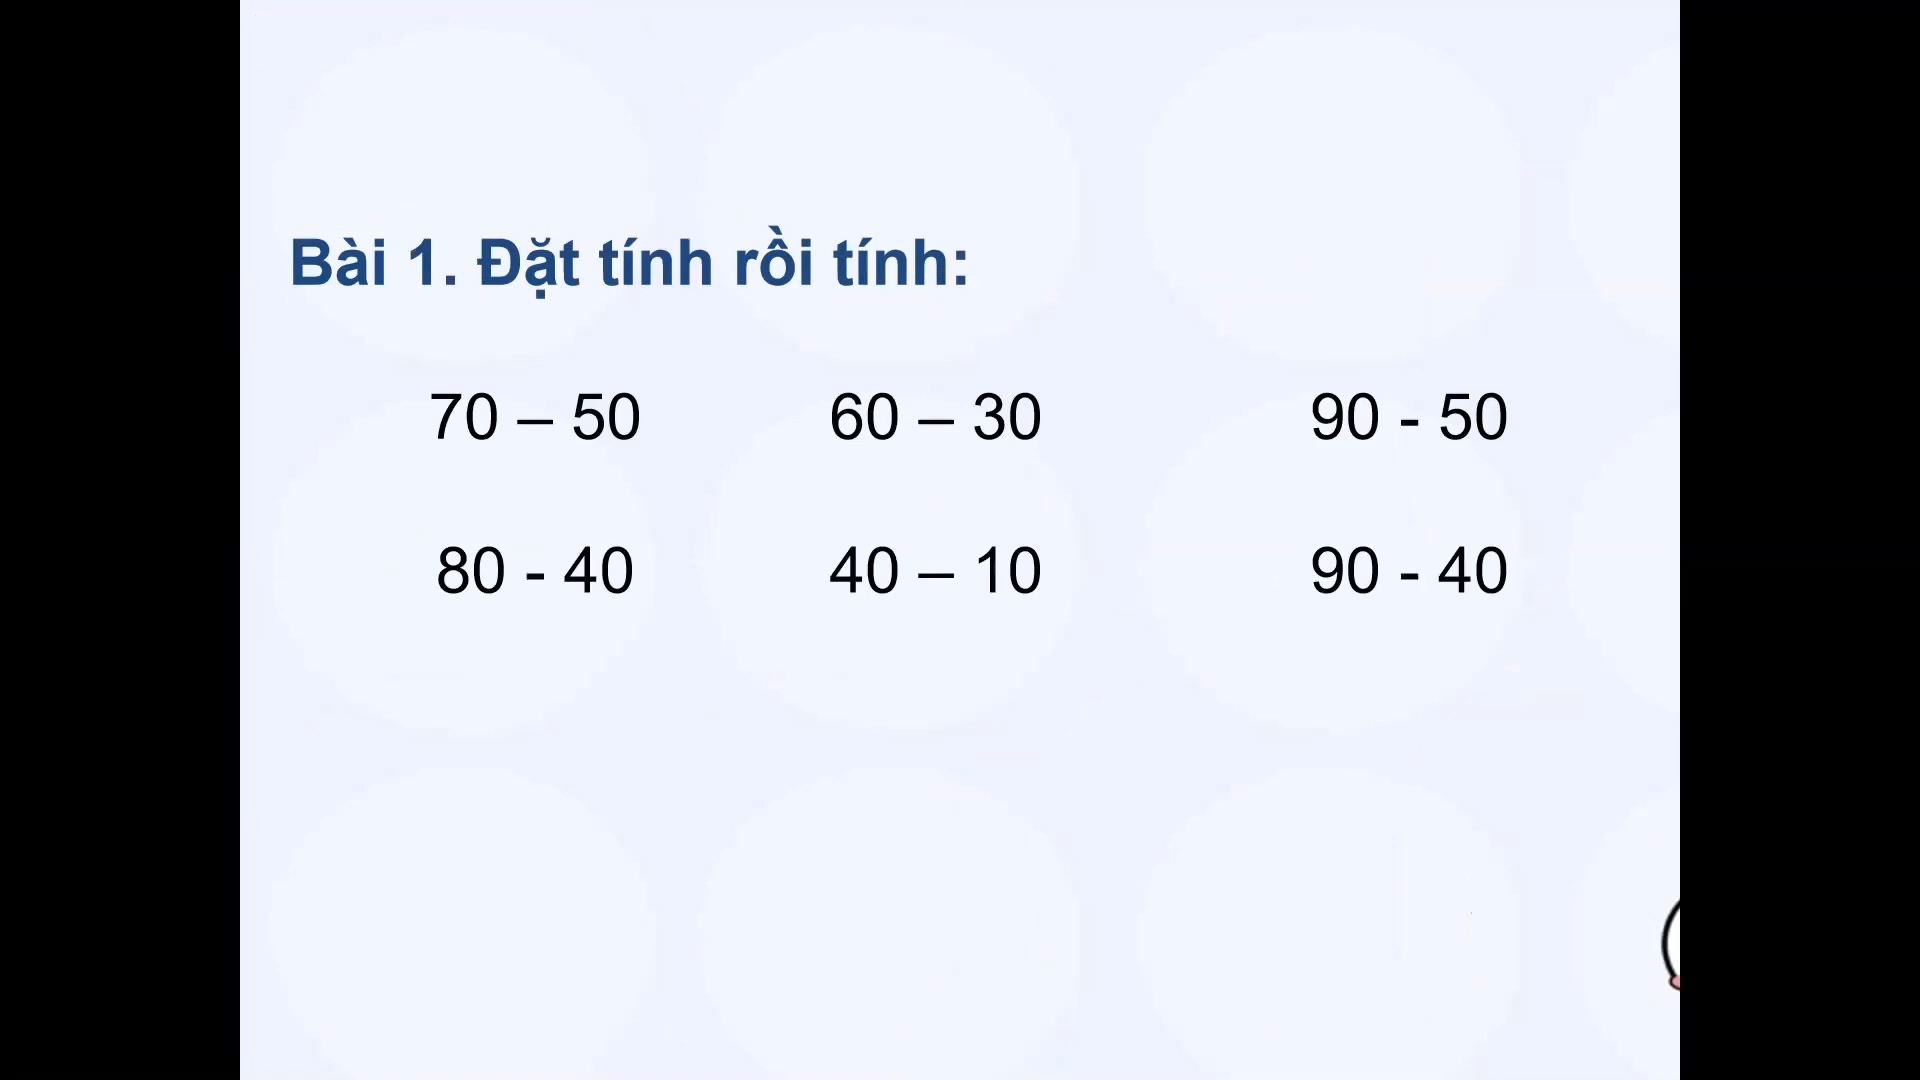 Bài 1. Đặt tính rồi tính:
70 – 50 60 – 30 90 - 50
80 - 40 40 – 10 90 - 40